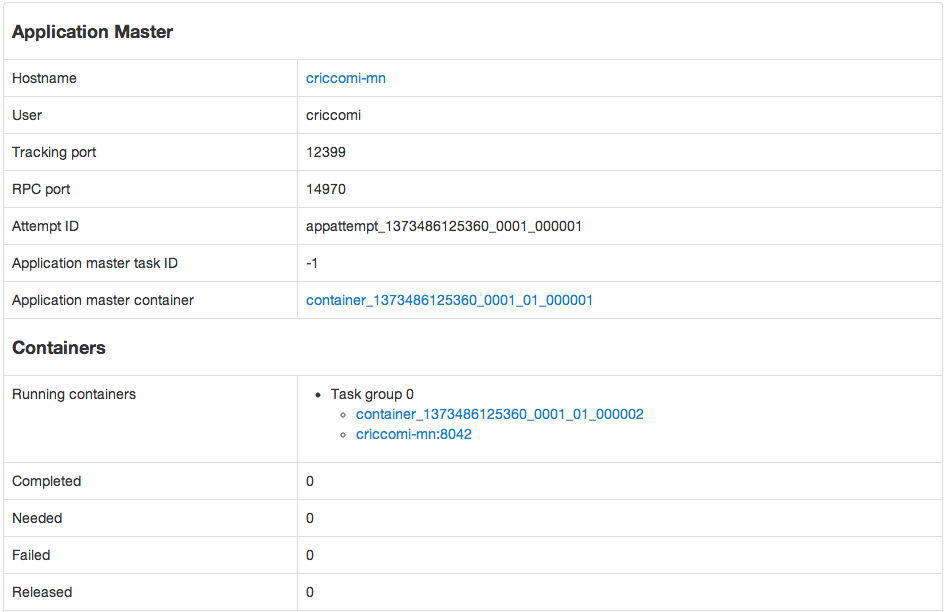 Application Master
Hostname criccomi-mn
User criccomi
Tracking port 12399
RPC port 14970
Attempt ID appattempt_1373486125360_0001_000001
Application master task ID -1
Application master container container_1373486125360_0001_01_000001
Containers
Running containers • Task group 0
◦ container_1373486125360_0001_01_000002
◦ criccomi-mn:8042
Completed 0
Needed 0
Failed 0
Released 0